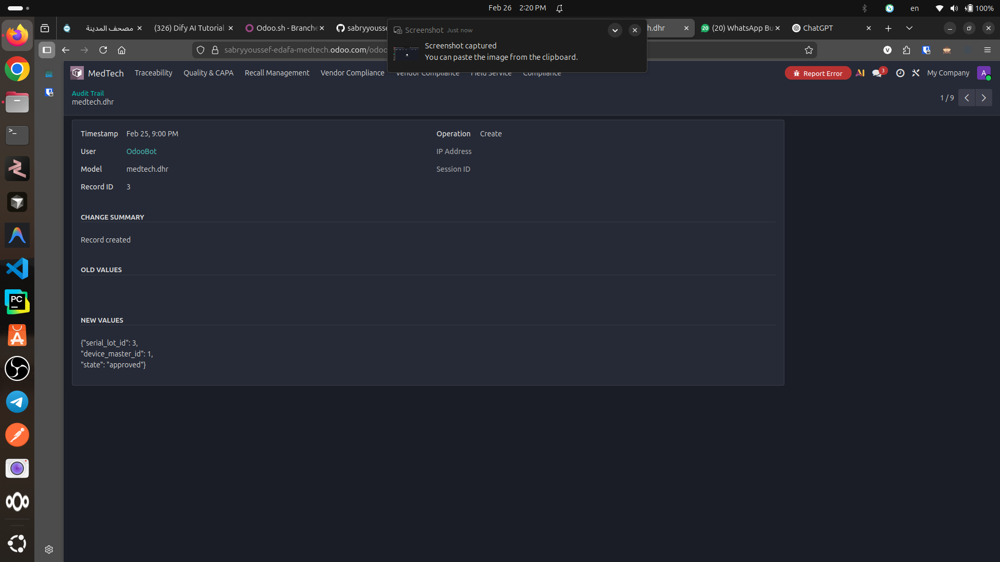 Feb 26 2:20 PM
en
100%
مصحف المدينة
(326) Dify AI Tutorial
Odoo.sh - Branche
sabryyousse
h.dhr
20 (20) WhatsApp Bu
ChatGPT
Screenshot Just now
Screenshot captured
You can paste the image from the clipboard.
sabryyoussef-edafa-medtech.odoo.com/odoo
V
MedTech Traceability Quality & CAPA Recall Management Vendor Compliance Vendor Compliance Field Service Compliance
Report Error
AI
3
My Company
A
Audit Trail
medtech.dhr
1 / 9
Timestamp Feb 25, 9:00 PM
Operation Create
User OdooBot
IP Address
Model medtech.dhr
Session ID
Record ID 3
CHANGE SUMMARY
Record created
OLD VALUES
NEW VALUES
{"serial_lot_id": 3,
"device_master_id": 1,
"state": "approved"}
>_
PC